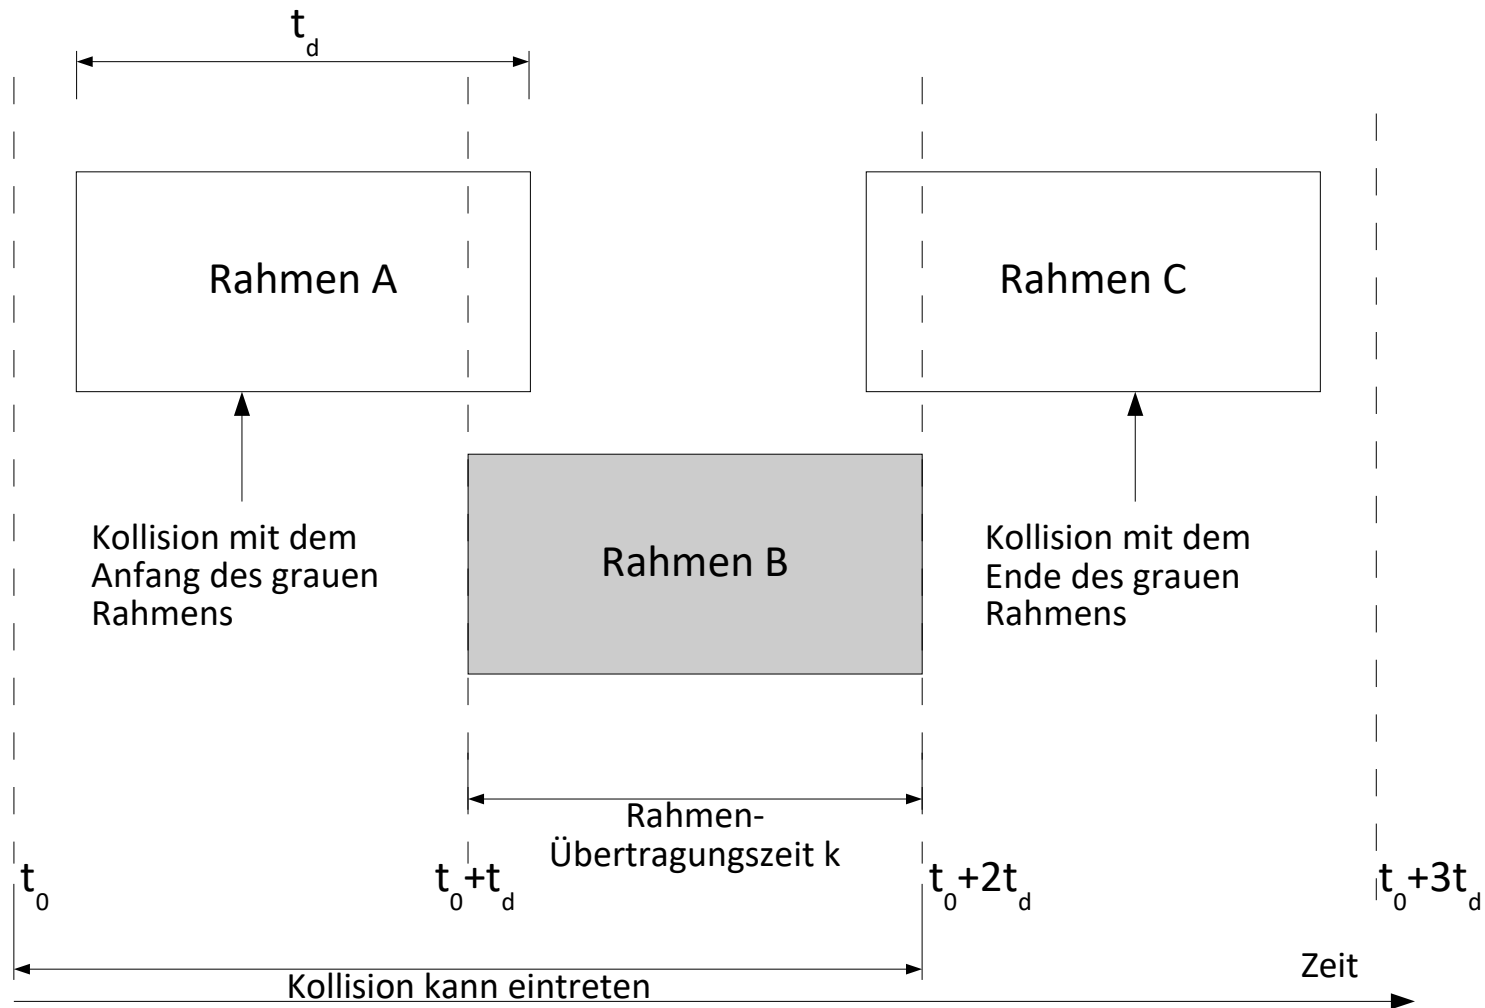 t_d
Rahmen A
Rahmen C
Kollision mit dem
Anfang des grauen
Rahmens
Rahmen B
Kollision mit dem
Ende des grauen
Rahmens
Rahmen-
Übertragungszeit k
t_0
t_0+t_d
t_0+2t_d
t_0+3t_d
Zeit
Kollision kann eintreten